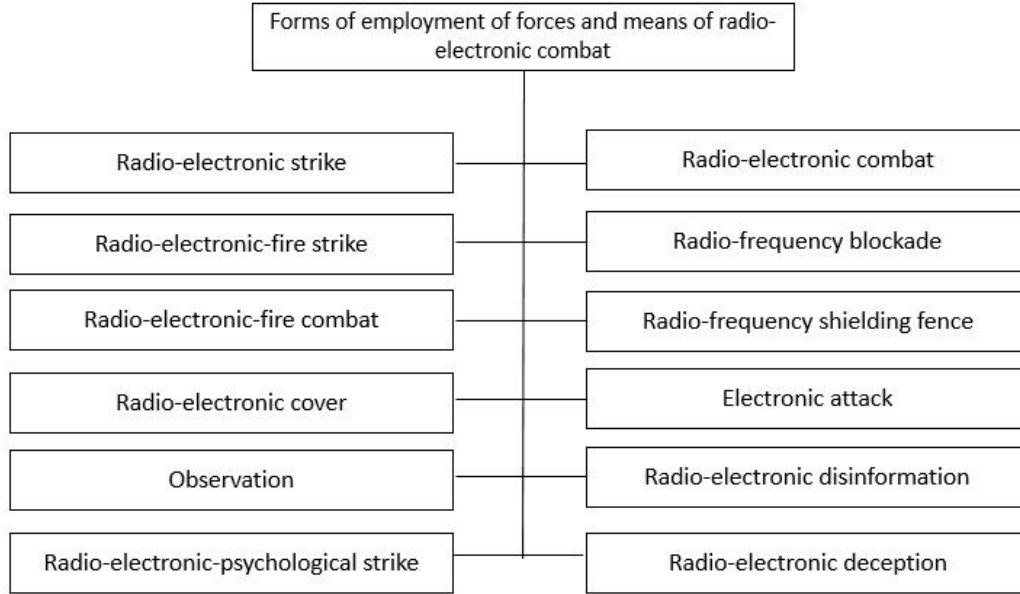 Forms of employment of forces and means of radio-
electronic combat
Radio-electronic strike
Radio-electronic combat
Radio-electronic-fire strike
Radio-frequency blockade
Radio-electronic-fire combat
Radio-frequency shielding fence
Radio-electronic cover
Electronic attack
Observation
Radio-electronic disinformation
Radio-electronic-psychological strike
Radio-electronic deception